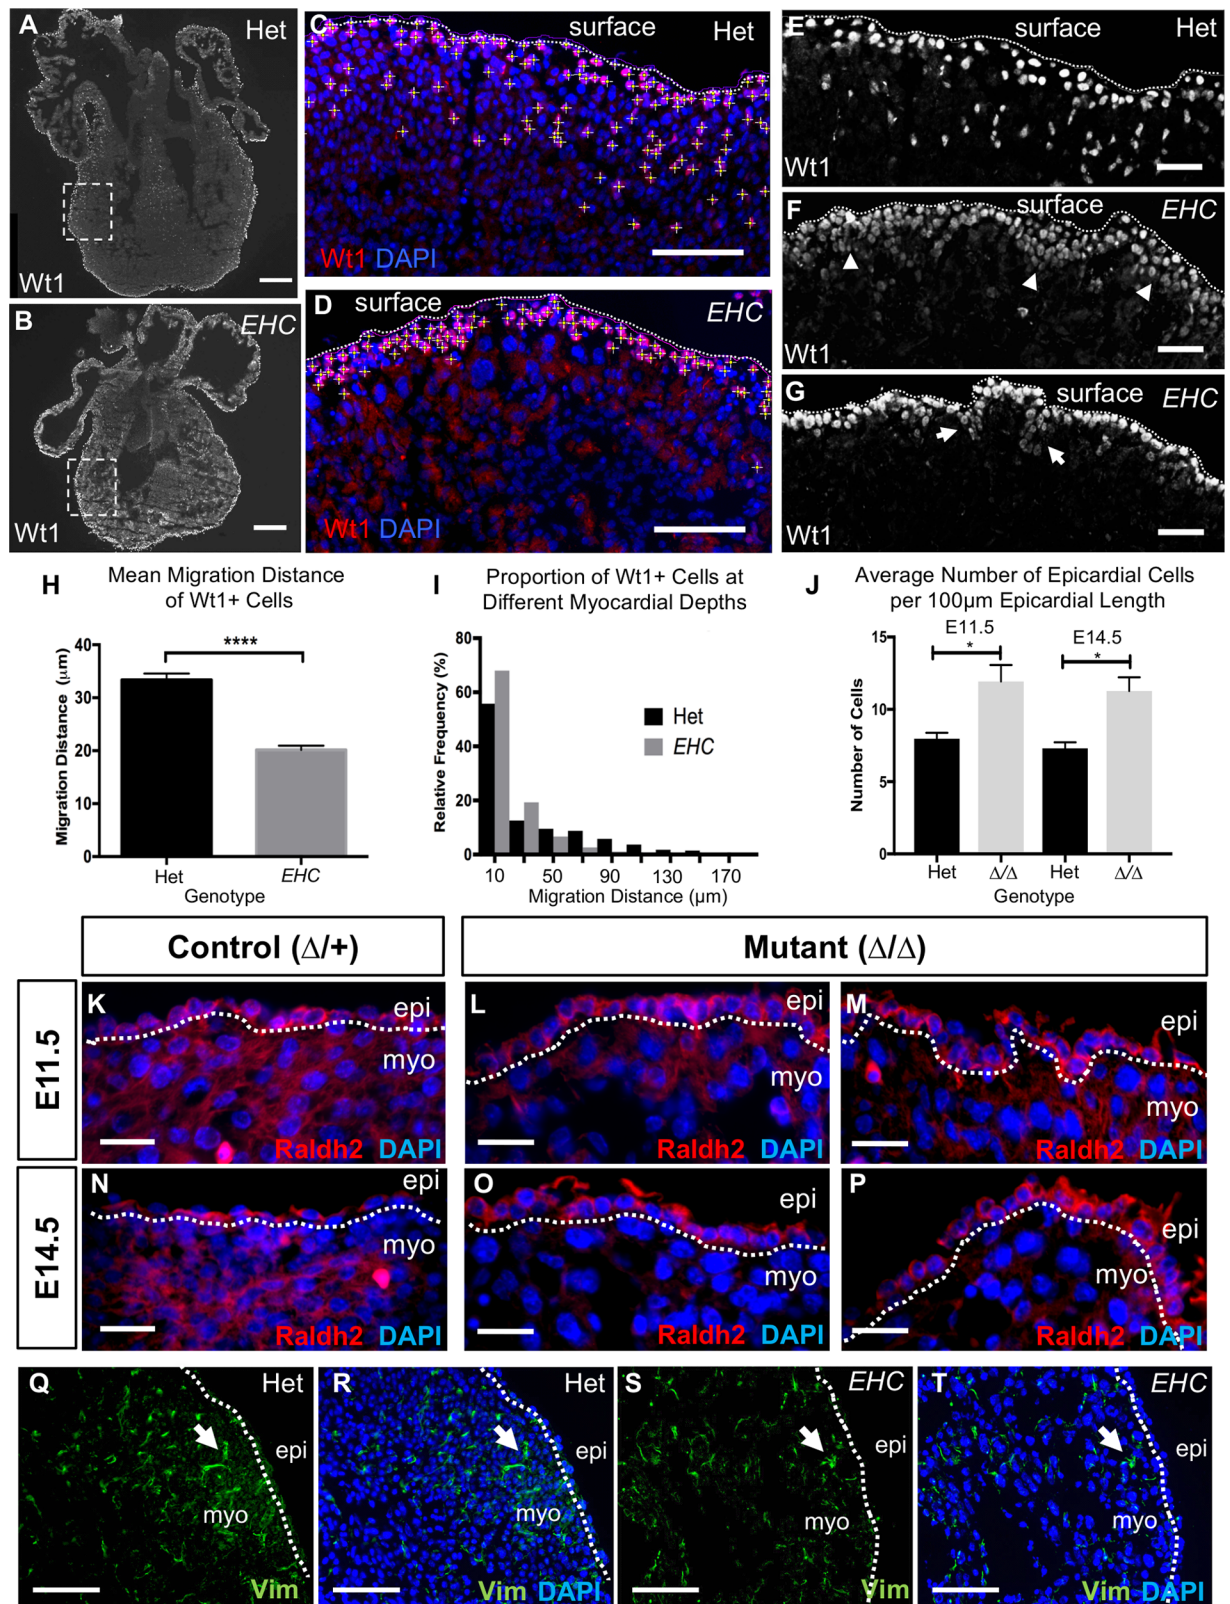 A
Het
Wt1
B
EHC
Wt1
C
surface
Het
Wt1 DAPI
D
surface
EHC
Wt1 DAPI
E
surface
Het
Wt1
F
surface
EHC
Wt1
G
surface
EHC
Wt1
H
Mean Migration Distance
of Wt1+ Cells
Migration Distance (μm)
40
30
20
10
0
****
Het
EHC
Genotype
I
Proportion of Wt1+ Cells at
Different Myocardial Depths
Relative Frequency (%)
80
60
40
20
0
Het
EHC
10 50 90 130 170
Migration Distance (μm)
J
Average Number of Epicardial Cells
per 100μm Epicardial Length
Number of Cells
15
10
5
0
E11.5
*
E14.5
*
Het Δ/Δ Het Δ/Δ
Genotype
Control (Δ/+)
Mutant (Δ/Δ)
E11.5
K
epi
myo
Raldh2 DAPI
L
epi
myo
Raldh2 DAPI
M
epi
myo
Raldh2 DAPI
E14.5
N
epi
myo
Raldh2 DAPI
O
epi
myo
Raldh2 DAPI
P
epi
myo
Raldh2 DAPI
Q
Het
epi
myo
Vim
R
Het
epi
myo
Vim DAPI
S
EHC
epi
myo
Vim
T
EHC
epi
myo
Vim DAPI